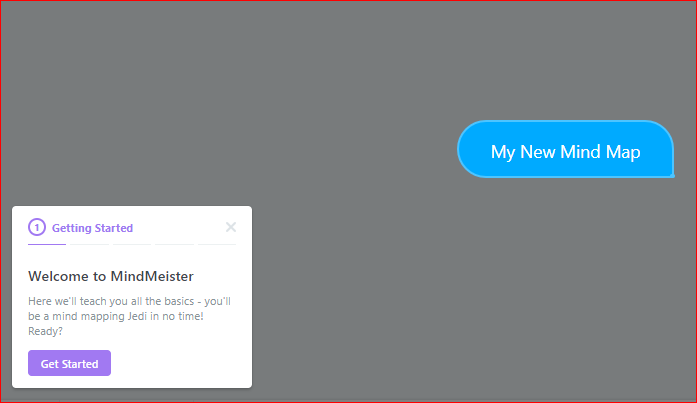 My New Mind Map
1 Getting Started
Welcome to MindMeister
Here we'll teach you all the basics - you'll
be a mind mapping Jedi in no time!
Ready?
Get Started